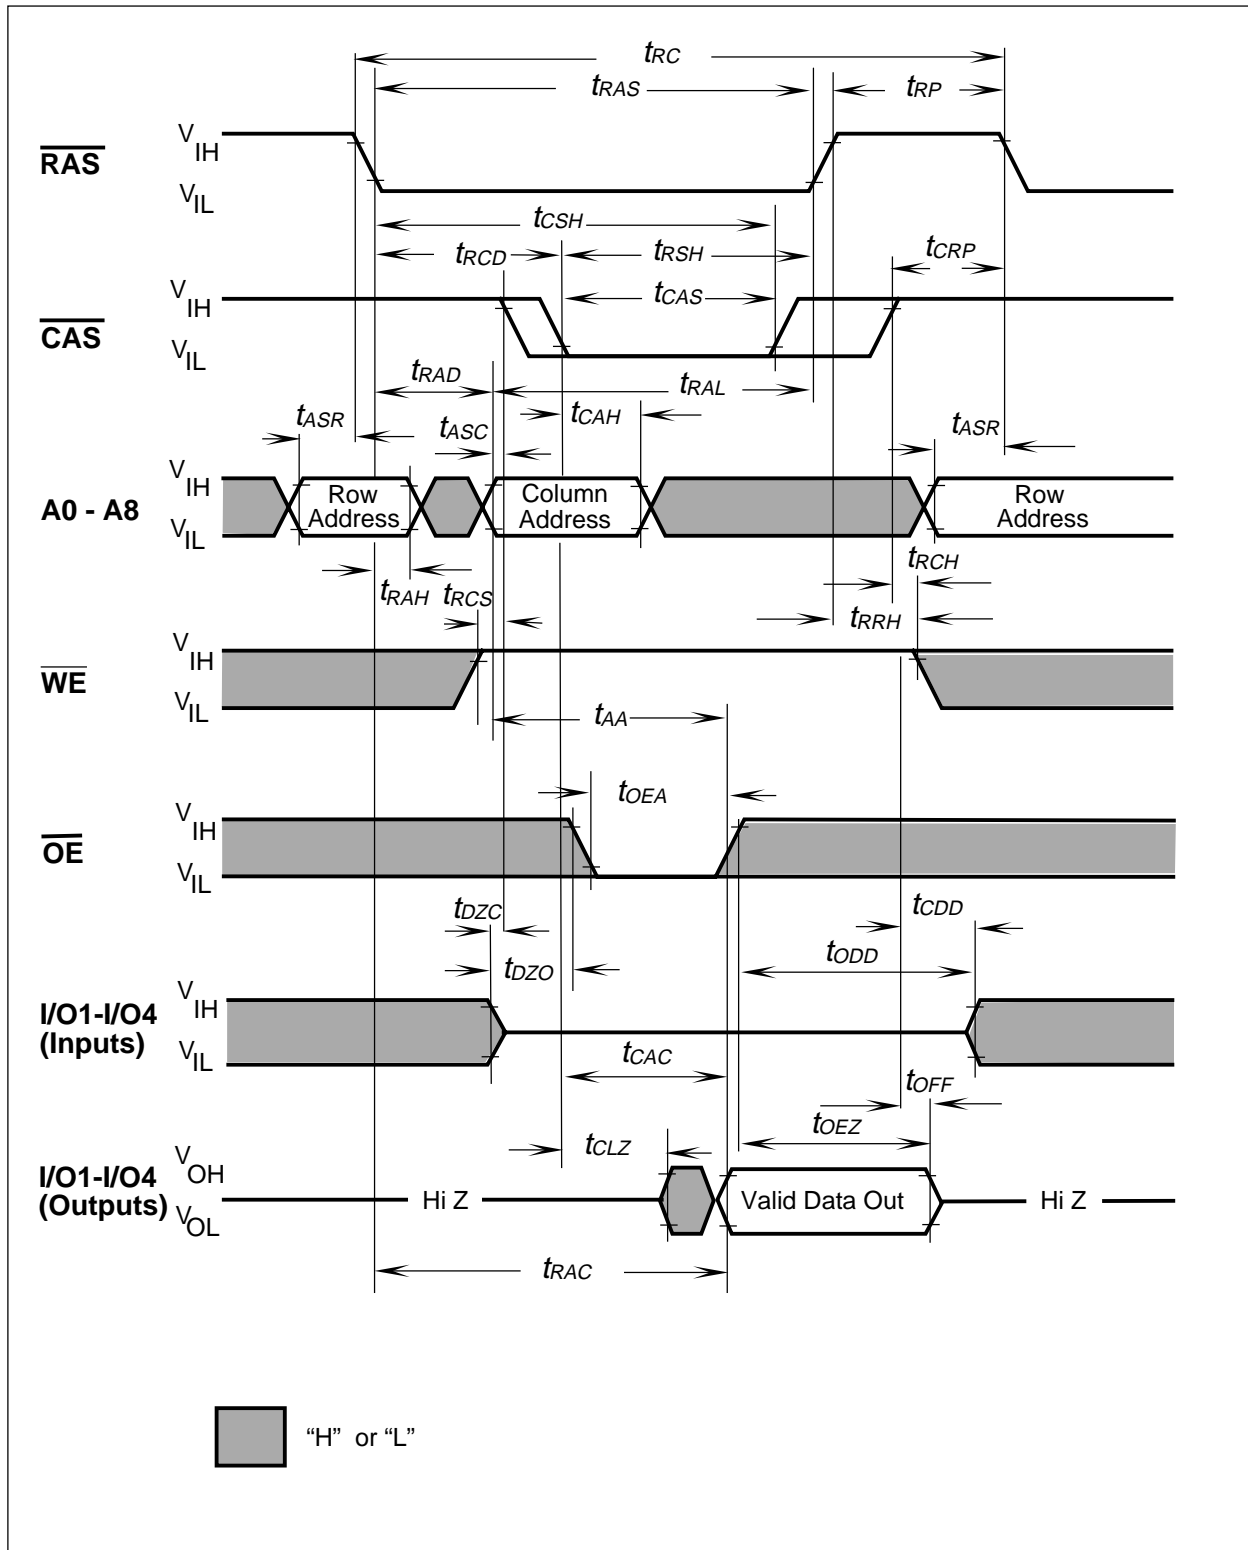 tRC
tRAS
tRP
RAS
VIH
VIL
tCSH
tRCD
tRSH
tCRP
tCAS
CAS
VIH
VIL
tRAD
tRAL
tASR
tASC
tCAH
tASR
A0 - A8
VIH
VIL
Row
Address
Column
Address
Row
Address
tRCH
tRAH
tRCS
tRRH
WE
VIH
VIL
tAA
tOEA
OE
VIH
VIL
tDZC
tCDD
tDZO
tODD
I/O1-I/O4
(Inputs)
VIH
VIL
tCAC
tOFF
tOEZ
tCLZ
I/O1-I/O4
(Outputs)
VOH
VOL
Hi Z
Valid Data Out
Hi Z
tRAC
“H” or “L”